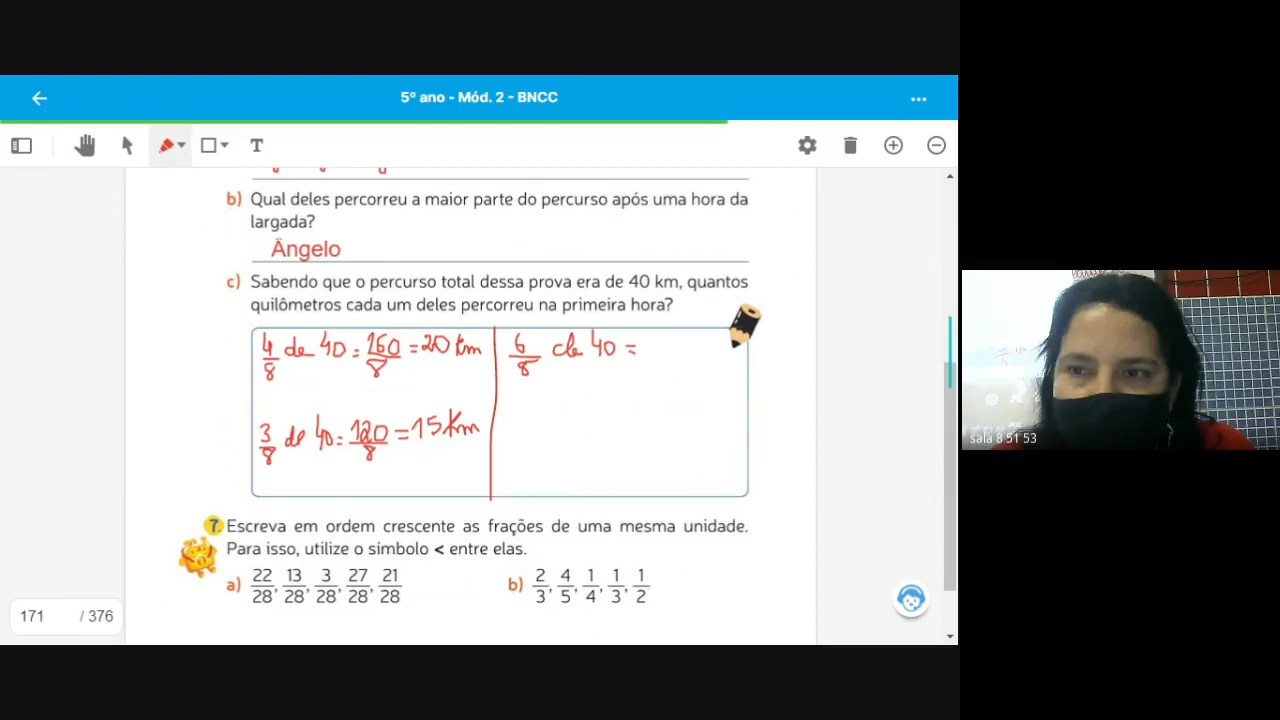 5º ano - Mód. 2 - BNCC
T
b) Qual deles percorreu a maior parte do percurso após uma hora da
largada?
Ängelo
c) Sabendo que o percurso total dessa prova era de 40 km, quantos
quilômetros cada um deles percorreu na primeira hora?
4/8 de 40 = 160/8 = 20 km
6/8 de 40 =
3/8 de 40 = 120/8 = 15 Km
7. Escreva em ordem crescente as frações de uma mesma unidade.
Para isso, utilize o símbolo < entre elas.
a) 22/28, 13/28, 3/28, 27/28, 21/28
b) 2/3, 4/5, 1/4, 1/3, 1/2
171 / 376
sala 8 51 53